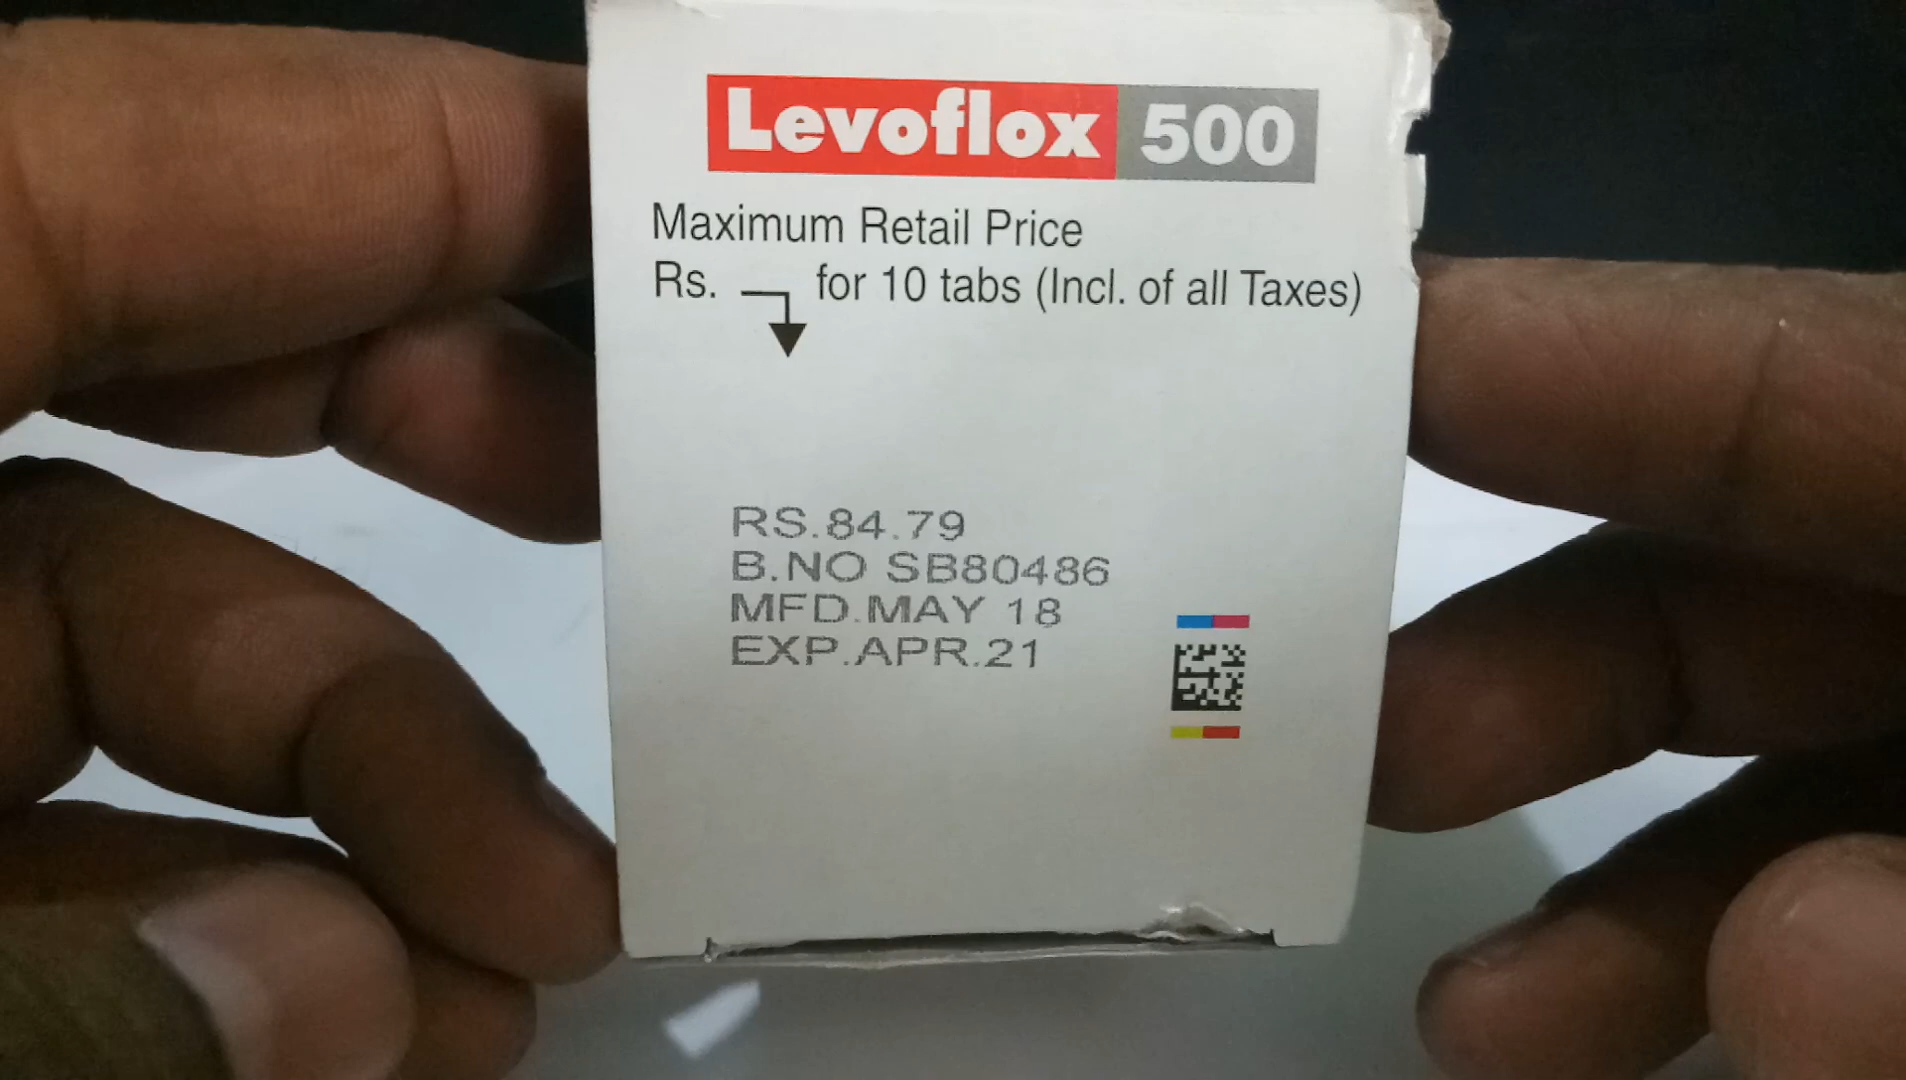 Levoflox 500
Maximum Retail Price
Rs. for 10 tabs (Incl. of all Taxes)
RS.84.79
B.NO SB80486
MFD.MAY 18
EXP.APR.21